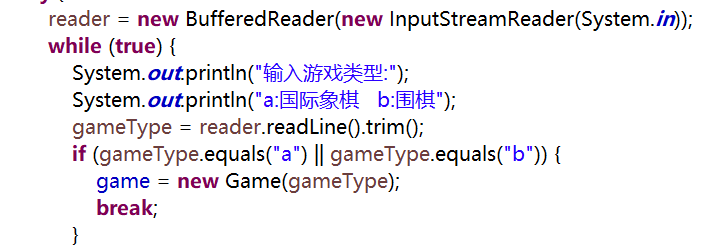 reader = new BufferedReader(new InputStreamReader(System.in));
while (true) {
System.out.println("输入游戏类型:");
System.out.println("a:国际象棋   b:围棋");
gameType = reader.readLine().trim();
if (gameType.equals("a") || gameType.equals("b")) {
game = new Game(gameType);
break;
}